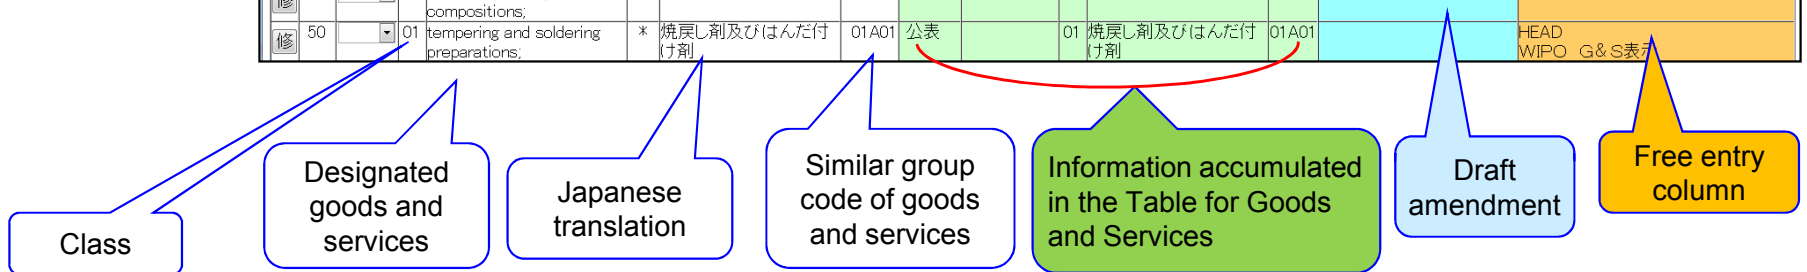 修
compositions;
修 50 01 tempering and soldering * 焼戻し剤及びはんだ付 01A01 公表 01 焼戻し剤及びはんだ付 01A01 HEAD
preparations; け剤 け剤 WIPO G&S表示
Class
Designated
goods and
services
Japanese
translation
Similar group
code of goods
and services
Information accumulated
in the Table for Goods
and Services
Draft
amendment
Free entry
column